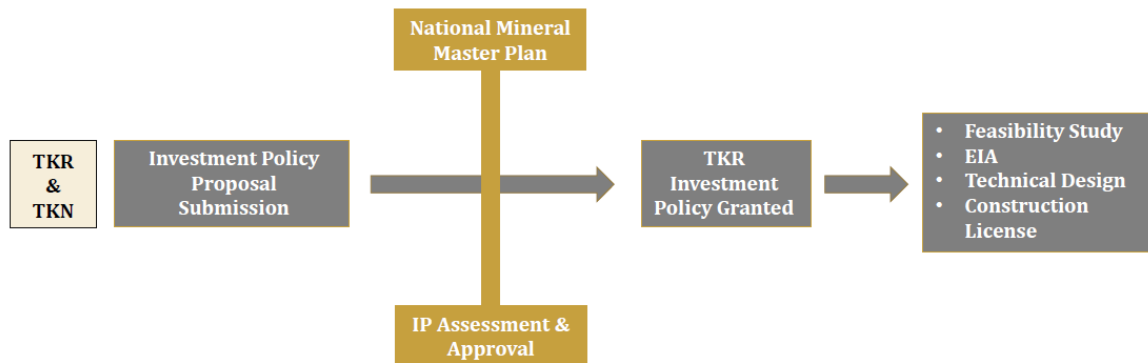 National Mineral
Master Plan
TKR
&
TKN
Investment Policy
Proposal
Submission
TKR
Investment
Policy Granted
• Feasibility Study
• EIA
• Technical Design
• Construction
License
IP Assessment &
Approval